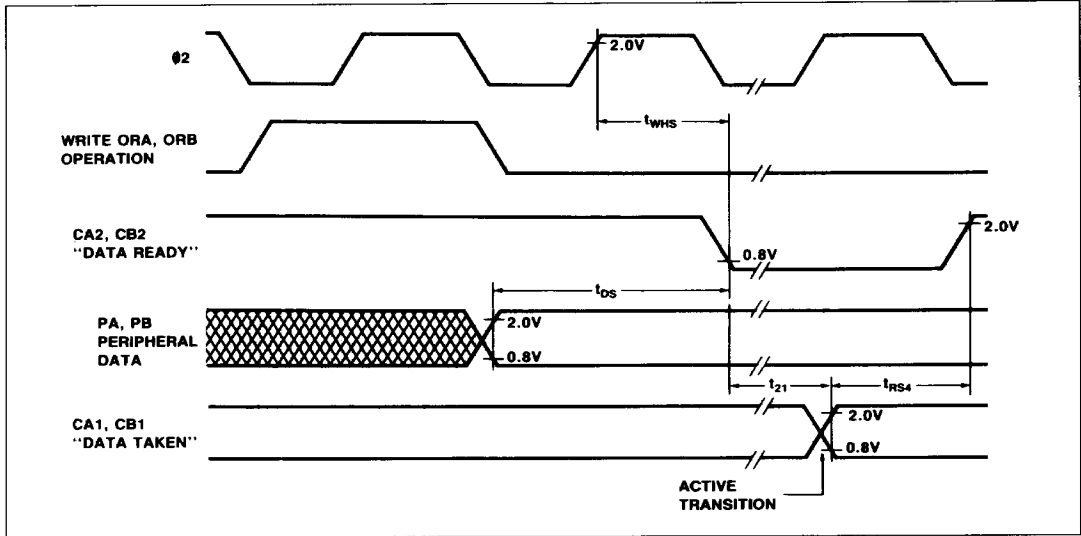 ϕ2
2.0V
tWHS
WRITE ORA, ORB
OPERATION
CA2, CB2
"DATA READY"
2.0V
0.8V
tDS
PA, PB
PERIPHERAL
DATA
2.0V
0.8V
t21
tRS4
CA1, CB1
"DATA TAKEN"
2.0V
0.8V
ACTIVE
TRANSITION